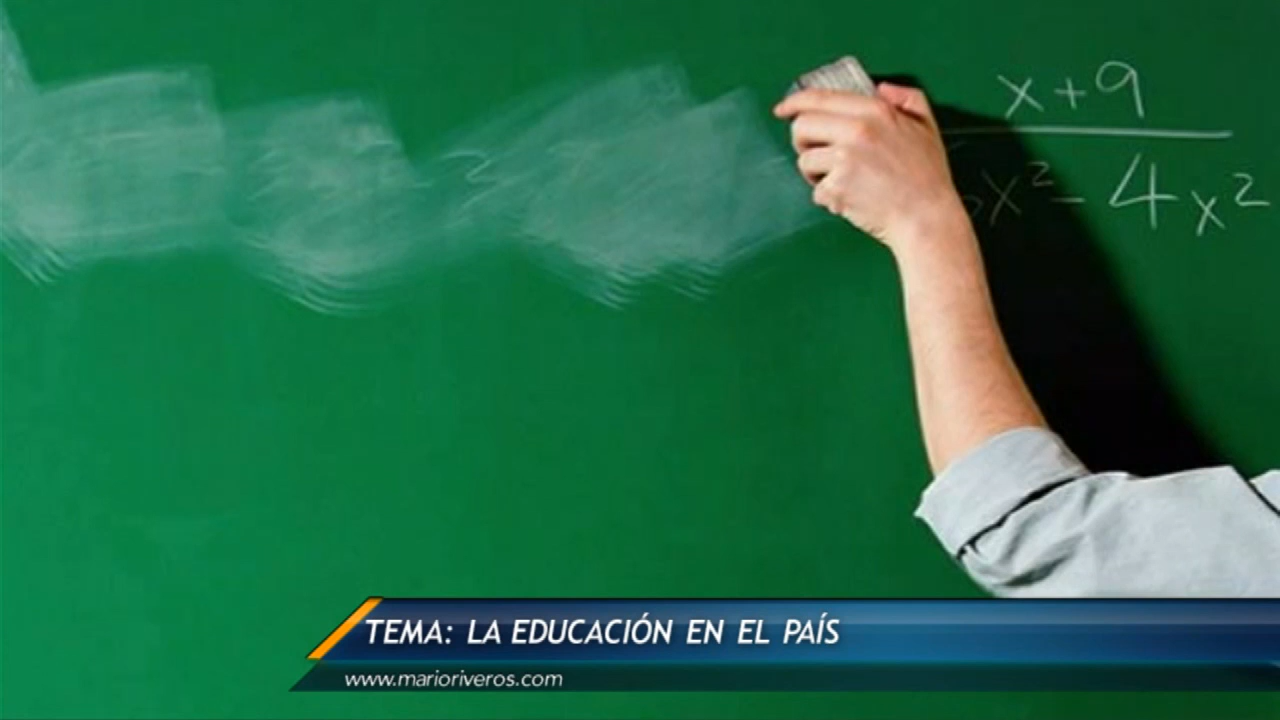 x+9
x² - 4x²
TEMA: LA EDUCACIÓN EN EL PAÍS
www.marioriveros.com